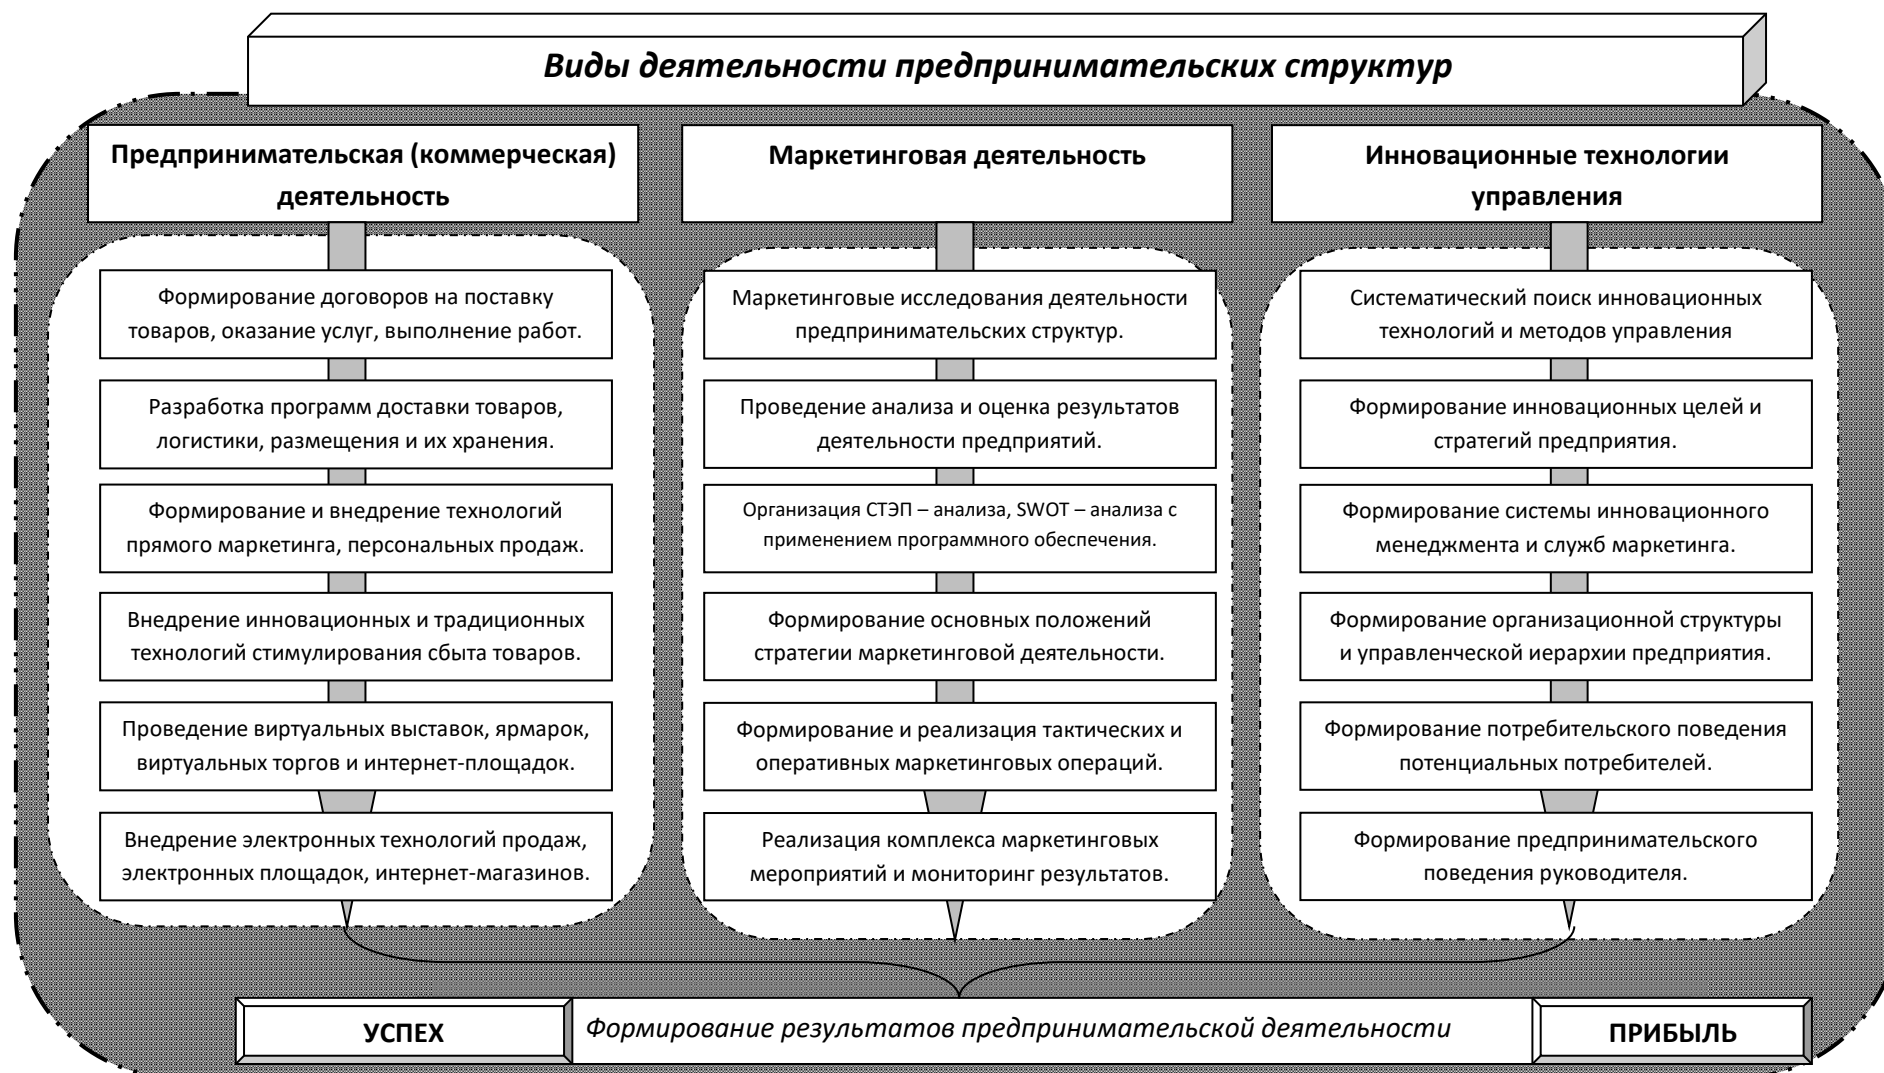 Виды деятельности предпринимательских структур
Предпринимательская (коммерческая)
деятельность
Формирование договоров на поставку
товаров, оказание услуг, выполнение работ.
Разработка программ доставки товаров,
логистики, размещения и их хранения.
Формирование и внедрение технологий
прямого маркетинга, персональных продаж.
Внедрение инновационных и традиционных
технологий стимулирования сбыта товаров.
Проведение виртуальных выставок, ярмарок,
виртуальных торгов и интернет-площадок.
Внедрение электронных технологий продаж,
электронных площадок, интернет-магазинов.
Маркетинговая деятельность
Маркетинговые исследования деятельности
предпринимательских структур.
Проведение анализа и оценка результатов
деятельности предприятий.
Организация СТЭП – анализа, SWOT – анализа с
применением программного обеспечения.
Формирование основных положений
стратегии маркетинговой деятельности.
Формирование и реализация тактических и
оперативных маркетинговых операций.
Реализация комплекса маркетинговых
мероприятий и мониторинг результатов.
Инновационные технологии
управления
Систематический поиск инновационных
технологий и методов управления
Формирование инновационных целей и
стратегий предприятия.
Формирование системы инновационного
менеджмента и служб маркетинга.
Формирование организационной структуры
и управленческой иерархии предприятия.
Формирование потребительского поведения
потенциальных потребителей.
Формирование предпринимательского
поведения руководителя.
УСПЕХ
Формирование результатов предпринимательской деятельности
ПРИБЫЛЬ